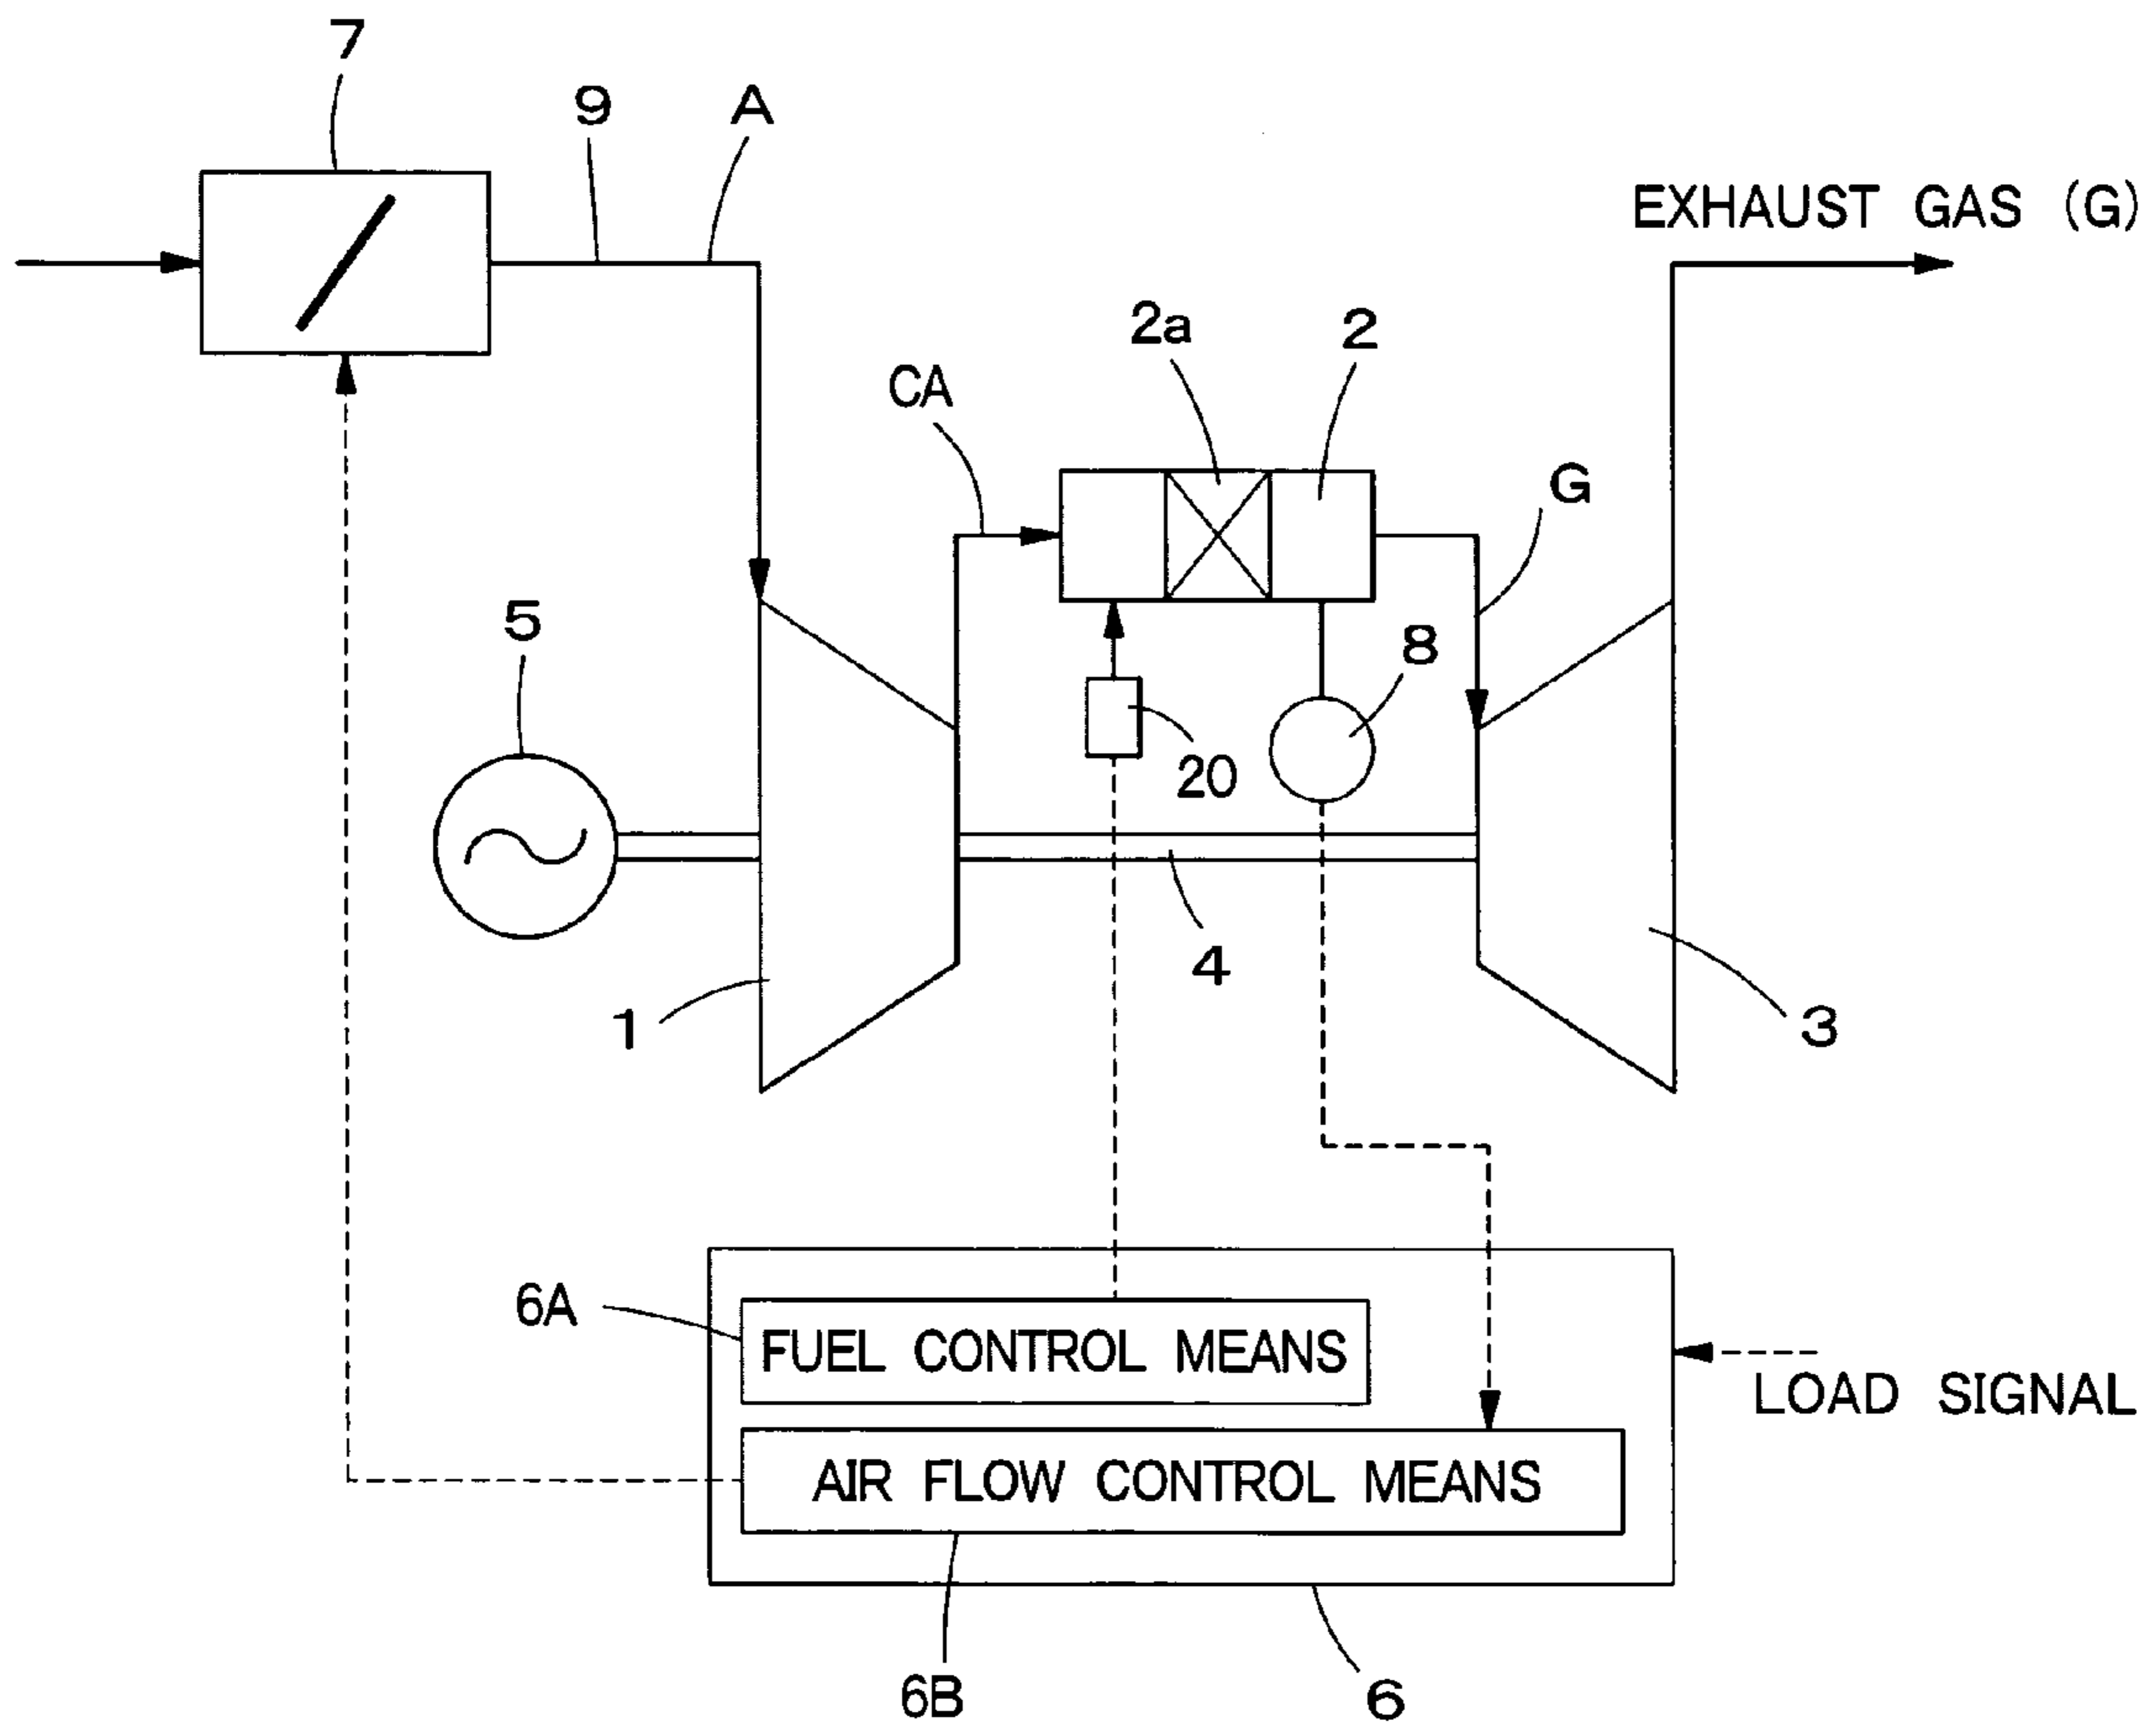 7
9
A
EXHAUST GAS (G)
2a
2
CA
G
5
8
20
4
1
3
6A
FUEL CONTROL MEANS
LOAD SIGNAL
AIR FLOW CONTROL MEANS
6B
6